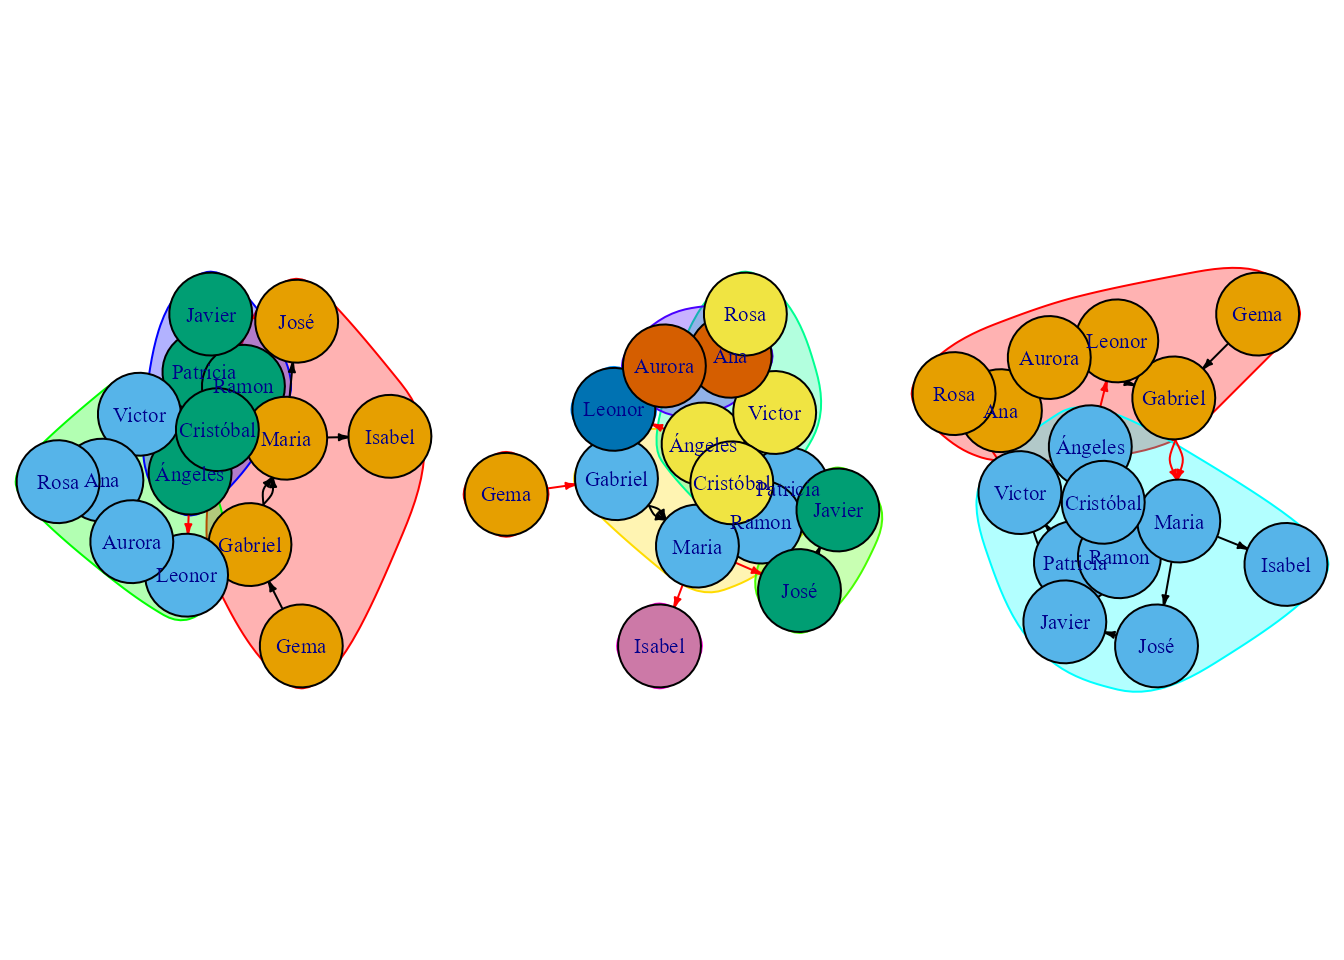 Javier
José
Patricia
Ramon
Victor
Cristóbal
Maria
Isabel
Ángeles
Rosa
Ana
Aurora
Gabriel
Leonor
Gema
Rosa
Ana
Aurora
Leonor
Victor
Ángeles
Gabriel
Cristóbal
Patricia
Gema
Javier
Ramon
Maria
José
Isabel
Gema
Leonor
Aurora
Rosa
Gabriel
Ana
Ángeles
Victor
Cristóbal
Maria
Patricia
Ramon
Isabel
Javier
José